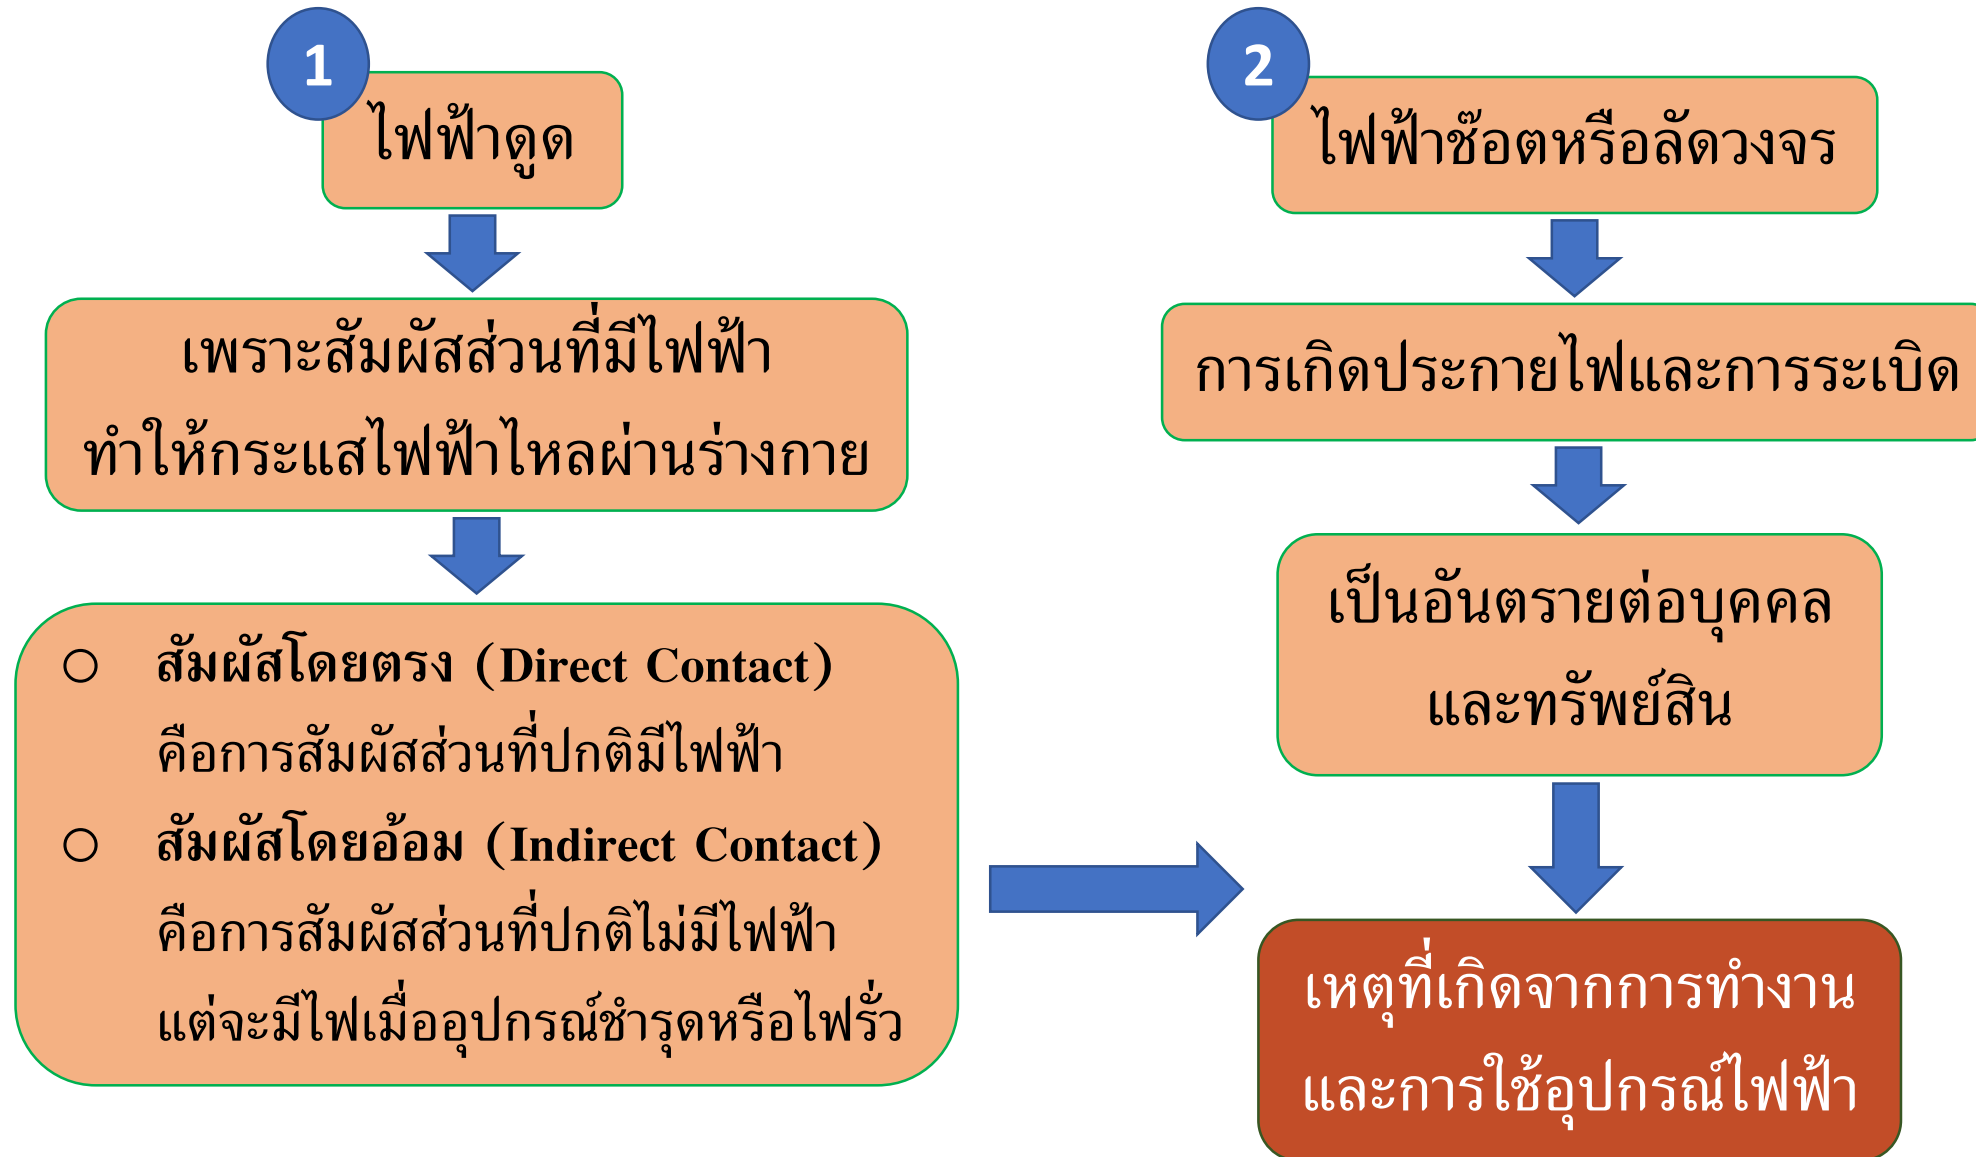 1
ไฟฟ้าดูด
เพราะสัมผัสส่วนที่มีไฟฟ้า
ทำให้กระแสไฟฟ้าไหลผ่านร่างกาย
○ สัมผัสโดยตรง (Direct Contact)
คือการสัมผัสส่วนที่ปกติมีไฟฟ้า
○ สัมผัสโดยอ้อม (Indirect Contact)
คือการสัมผัสส่วนที่ปกติไม่มีไฟฟ้า
แต่จะมีไฟเมื่ออุปกรณ์ชำรุดหรือไฟรั่ว
2
ไฟฟ้าช๊อตหรือลัดวงจร
การเกิดประกายไฟและการระเบิด
เป็นอันตรายต่อบุคคล
และทรัพย์สิน
เหตุที่เกิดจากการทำงาน
และการใช้อุปกรณ์ไฟฟ้า